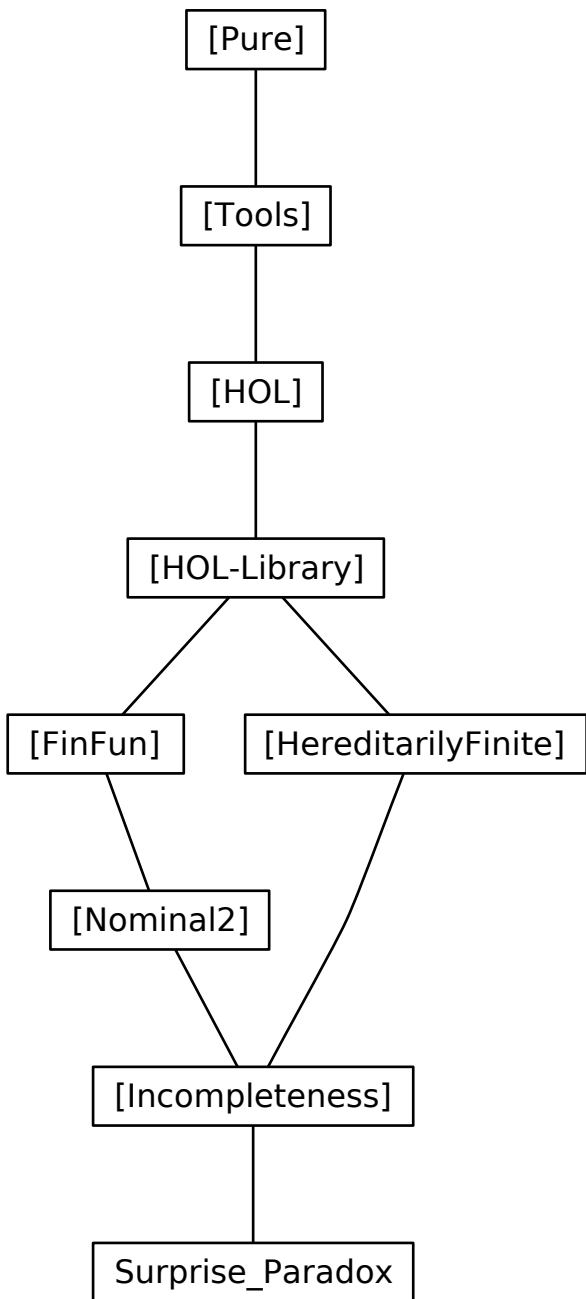 [Pure]
[Tools]
[HOL]
[HOL-Library]
[FinFun]
[HereditarilyFinite]
[Nominal2]
[Incompleteness]
Surprise_Paradox